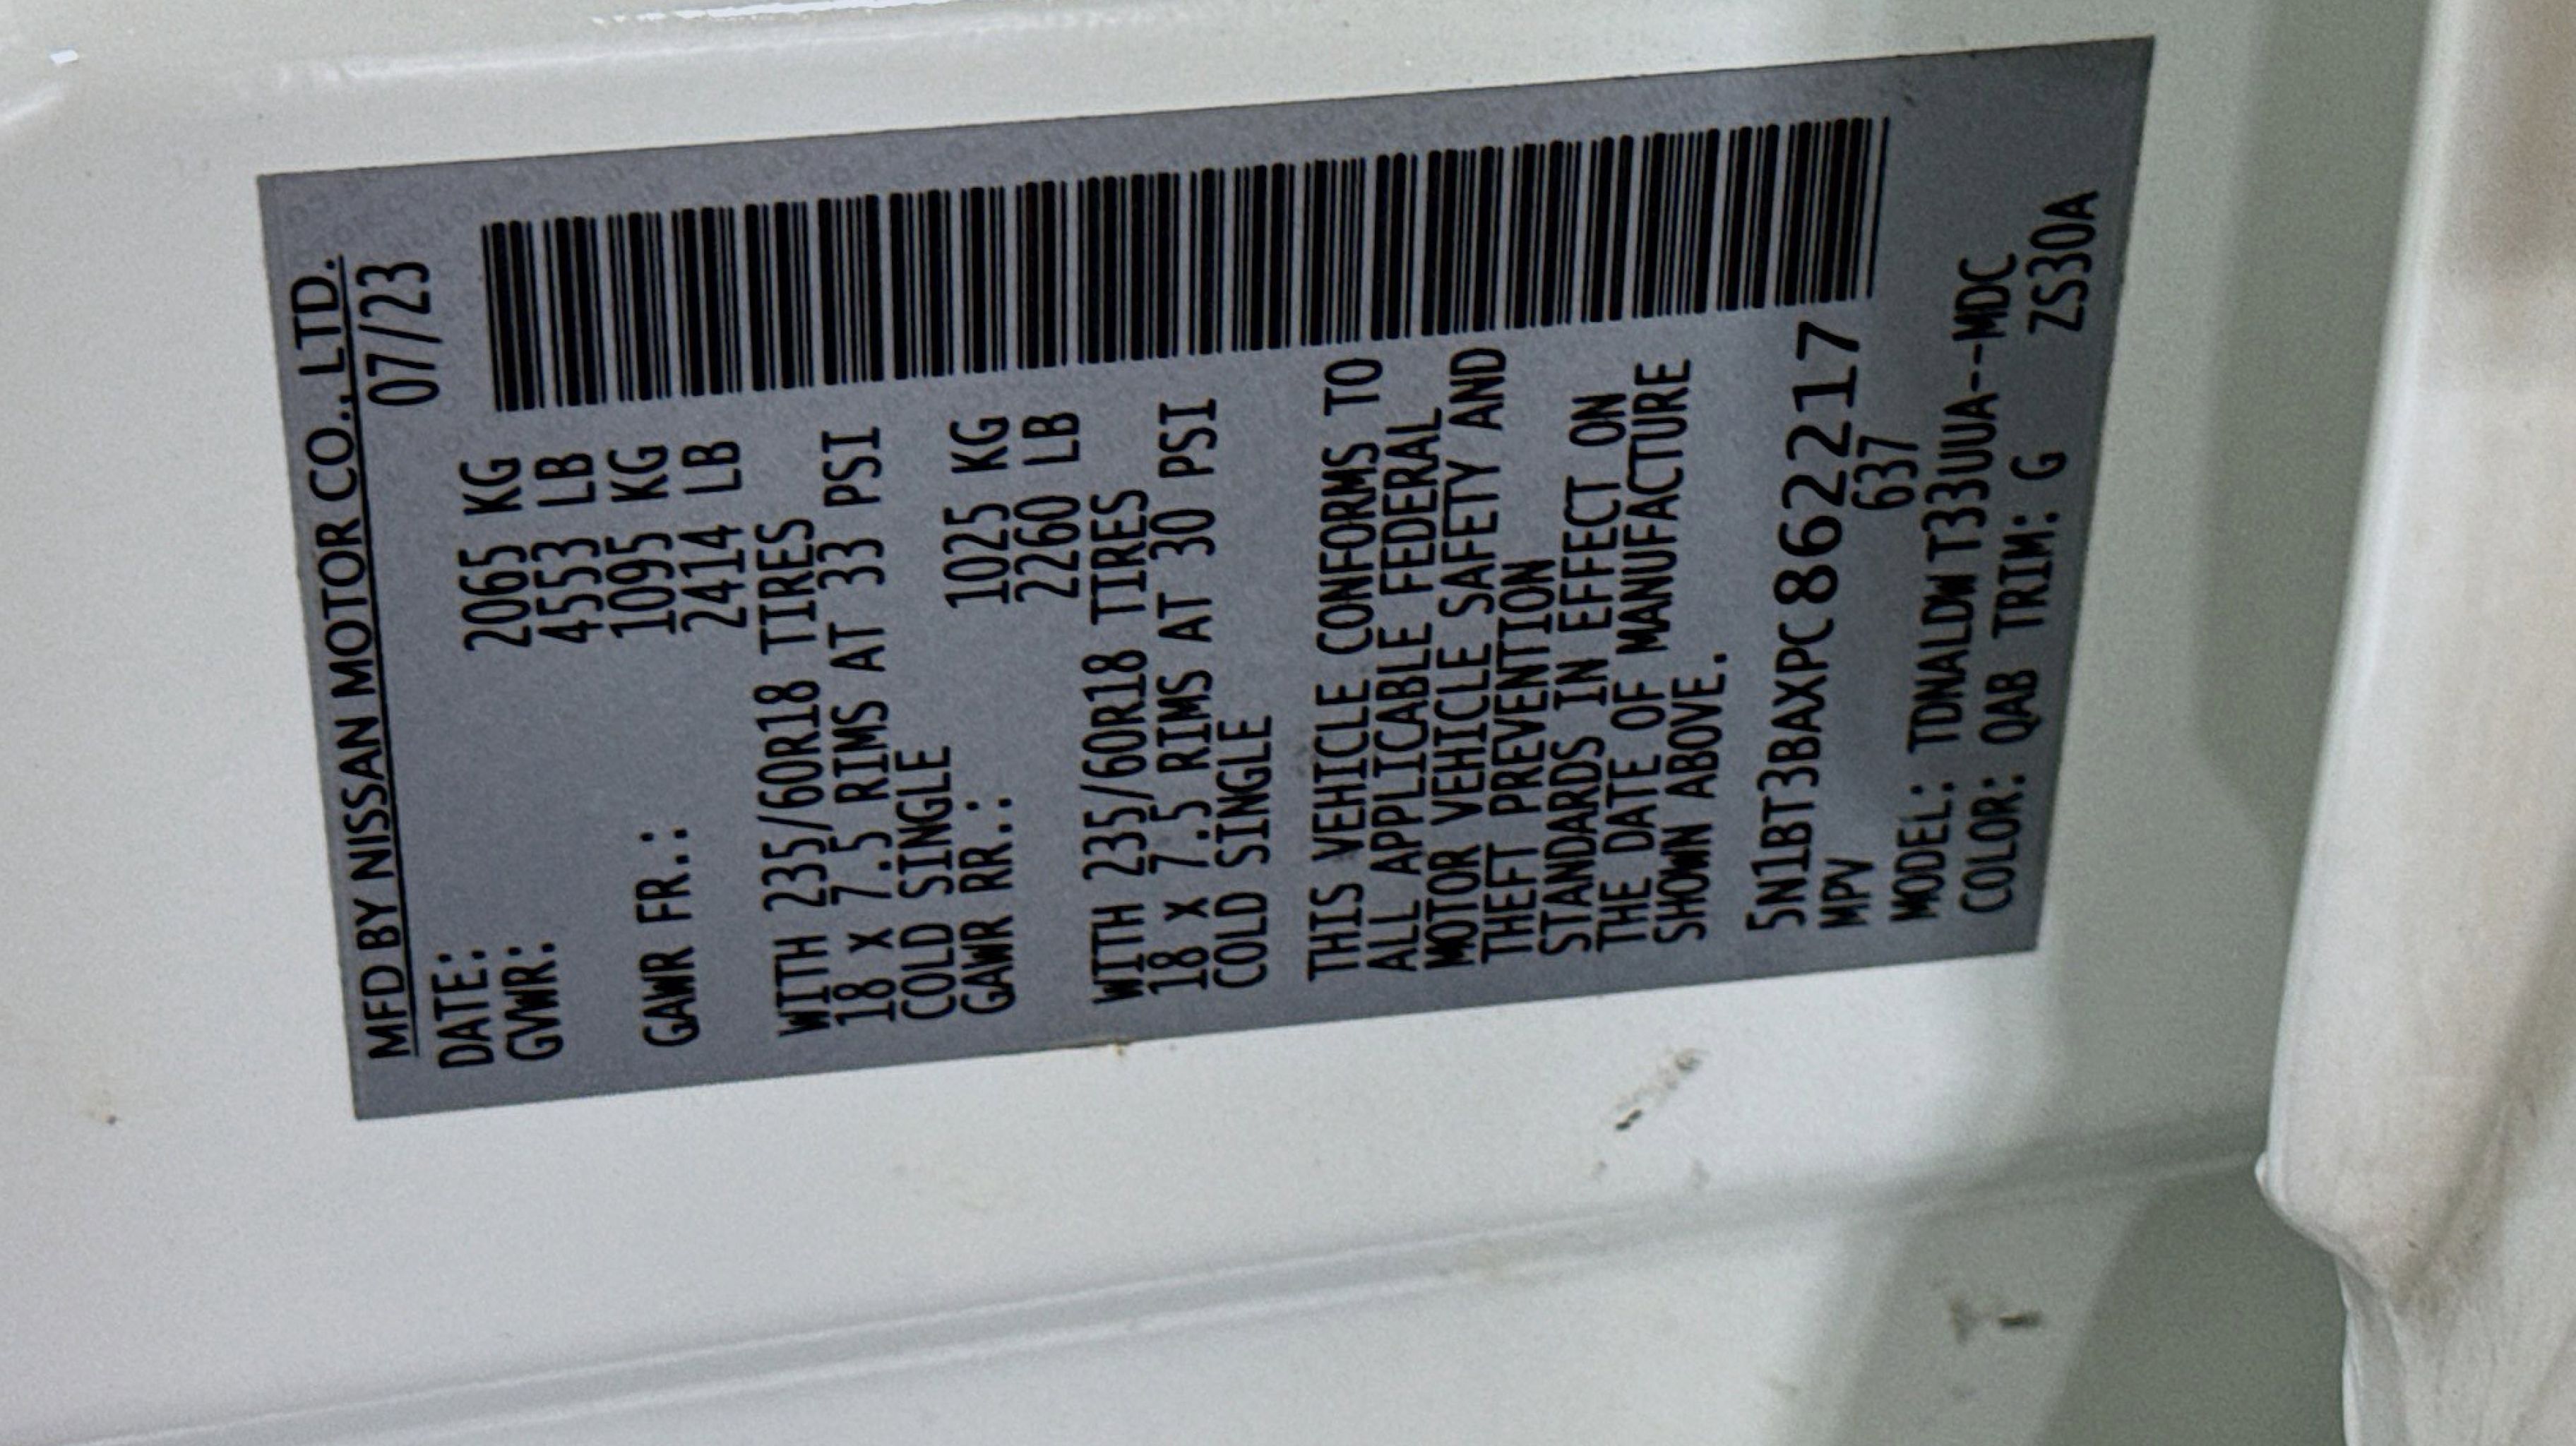 MFD BY NISSAN MOTOR CO., LTD.
DATE: 07/23
GVWR: 2065 KG
4553 LB
GAWR FR.: 1095 KG
2414 LB
WITH 235/60R18 TIRES
18 X 7.5 RIMS AT 33 PSI
COLD SINGLE
GAWR RR.: 1025 KG
2260 LB
WITH 235/60R18 TIRES
18 X 7.5 RIMS AT 30 PSI
COLD SINGLE
THIS VEHICLE CONFORMS TO
ALL APPLICABLE FEDERAL
MOTOR VEHICLE SAFETY AND
THEFT PREVENTION
STANDARDS IN EFFECT ON
THE DATE OF MANUFACTURE
SHOWN ABOVE.
5N1BT3BAXPC862217
MPV 637
MODEL: TDNALDW T33UUA--MDC
COLOR: QAB TRIM: G ZS30A